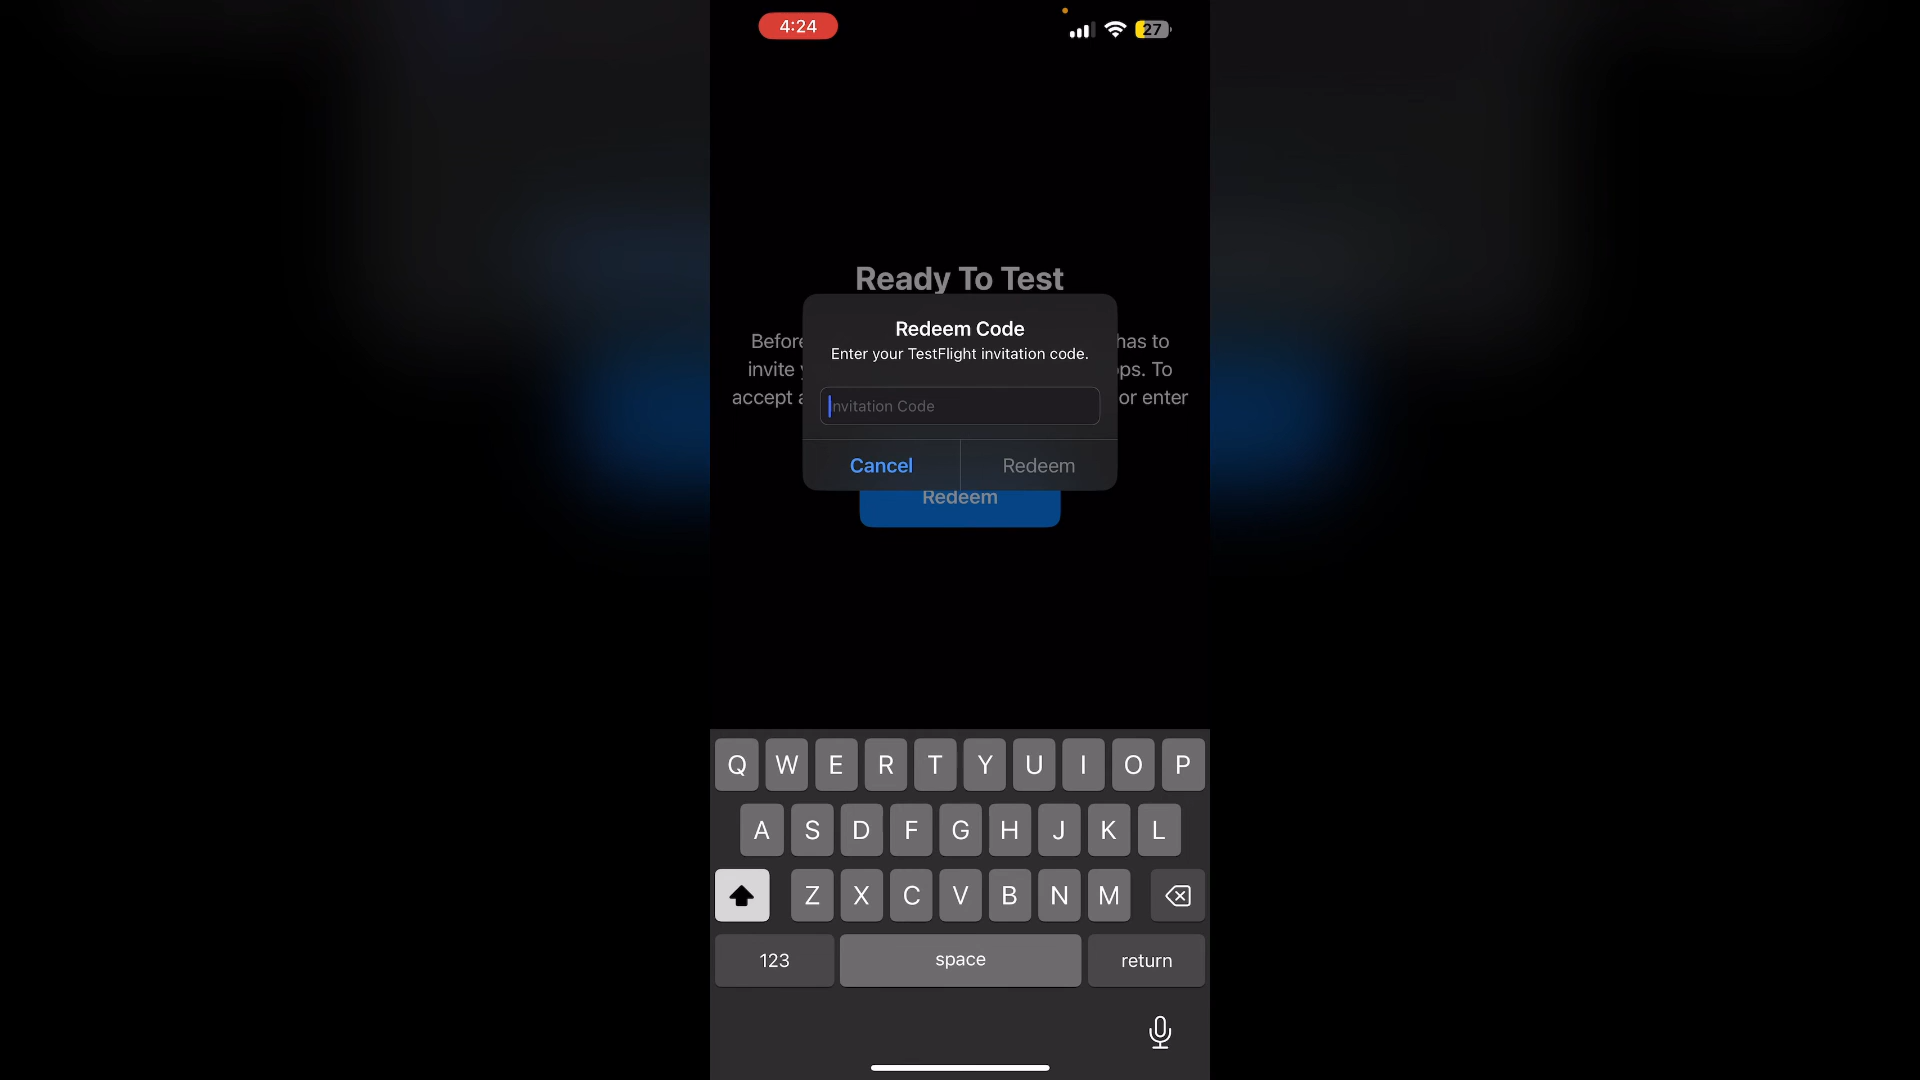 4:24
27
Ready To Test
Redeem Code
Enter your TestFlight invitation code.
Before has to
invite ps. To
accept or enter
Invitation Code
Cancel
Redeem
Redeem
Q W E R T Y U I O P
A S D F G H J K L
Z X C V B N M
123
space
return